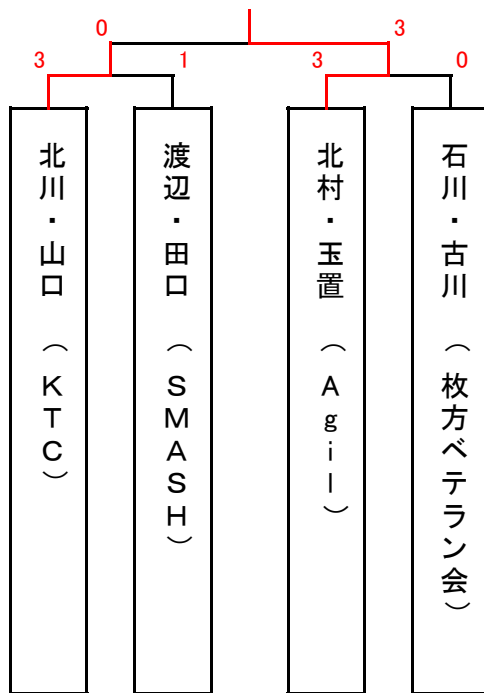 0 3
3 1 3 0
北川・山口 （KTC）
渡辺・田口 （SMASH）
北村・玉置 （Agil）
石川・古川 （枚方ベテラン会）